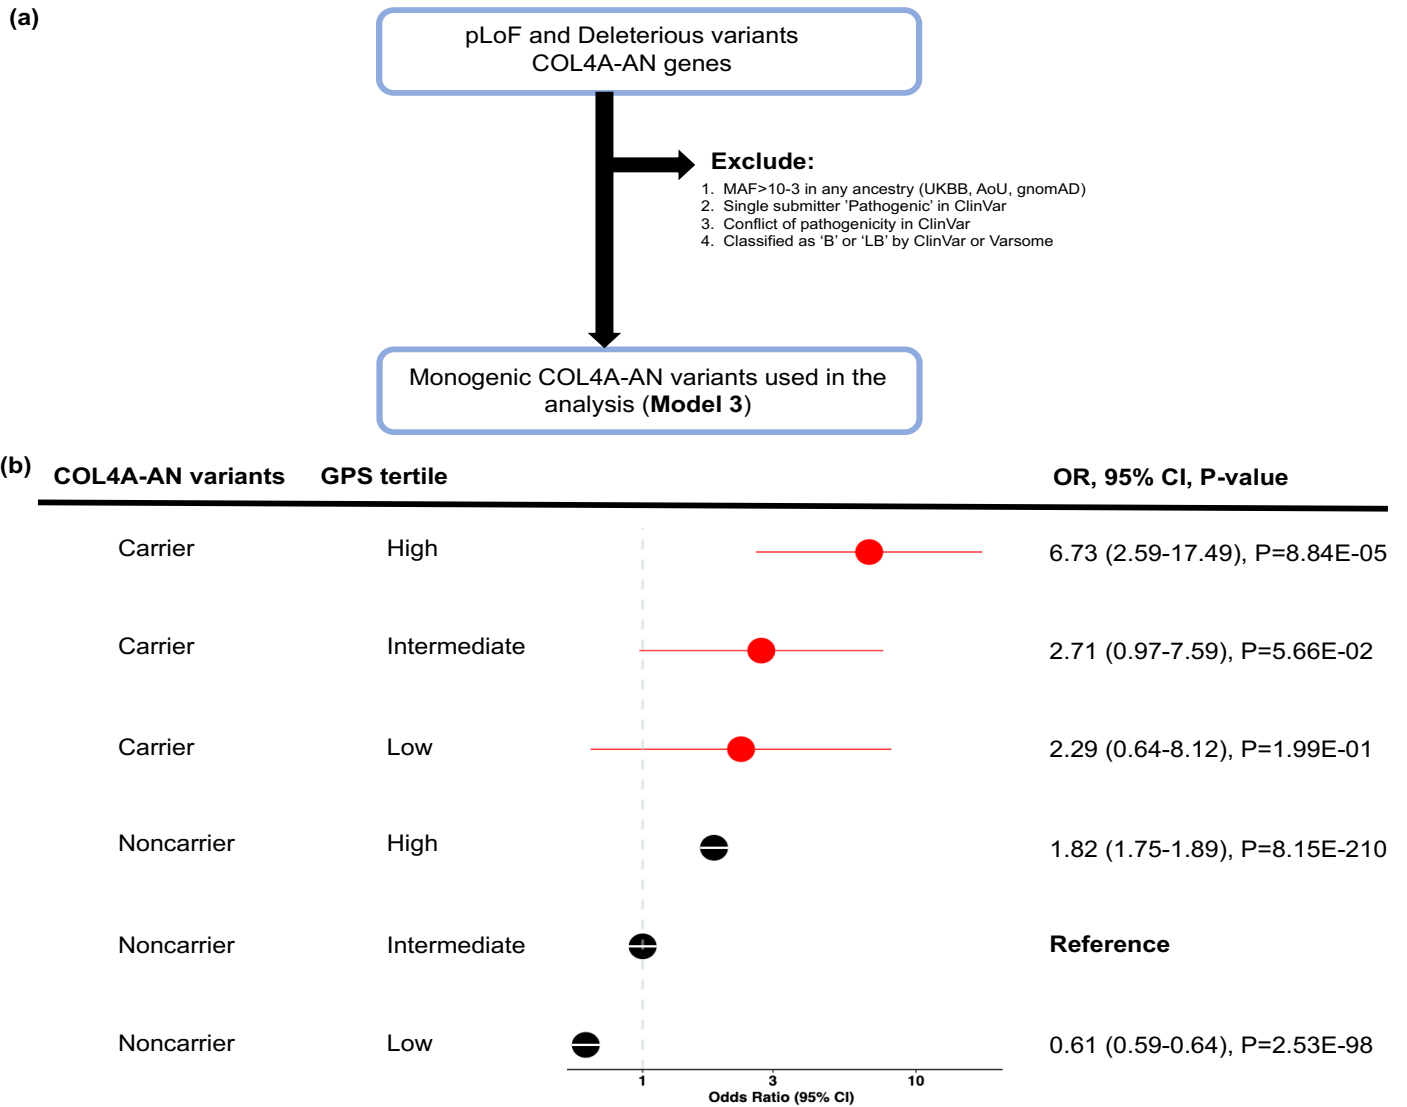 (a)
pLoF and Deleterious variants
COL4A-AN genes
Exclude:
1. MAF>10-3 in any ancestry (UKBB, AoU, gnomAD)
2. Single submitter 'Pathogenic' in ClinVar
3. Conflict of pathogenicity in ClinVar
4. Classified as 'B' or 'LB' by ClinVar or Varsome
Monogenic COL4A-AN variants used in the
analysis (Model 3)
(b)
COL4A-AN variants GPS tertile OR, 95% CI, P-value
Carrier High 6.73 (2.59-17.49), P=8.84E-05
Carrier Intermediate 2.71 (0.97-7.59), P=5.66E-02
Carrier Low 2.29 (0.64-8.12), P=1.99E-01
Noncarrier High 1.82 (1.75-1.89), P=8.15E-210
Noncarrier Intermediate Reference
Noncarrier Low 0.61 (0.59-0.64), P=2.53E-98
1 3 10
Odds Ratio (95% CI)